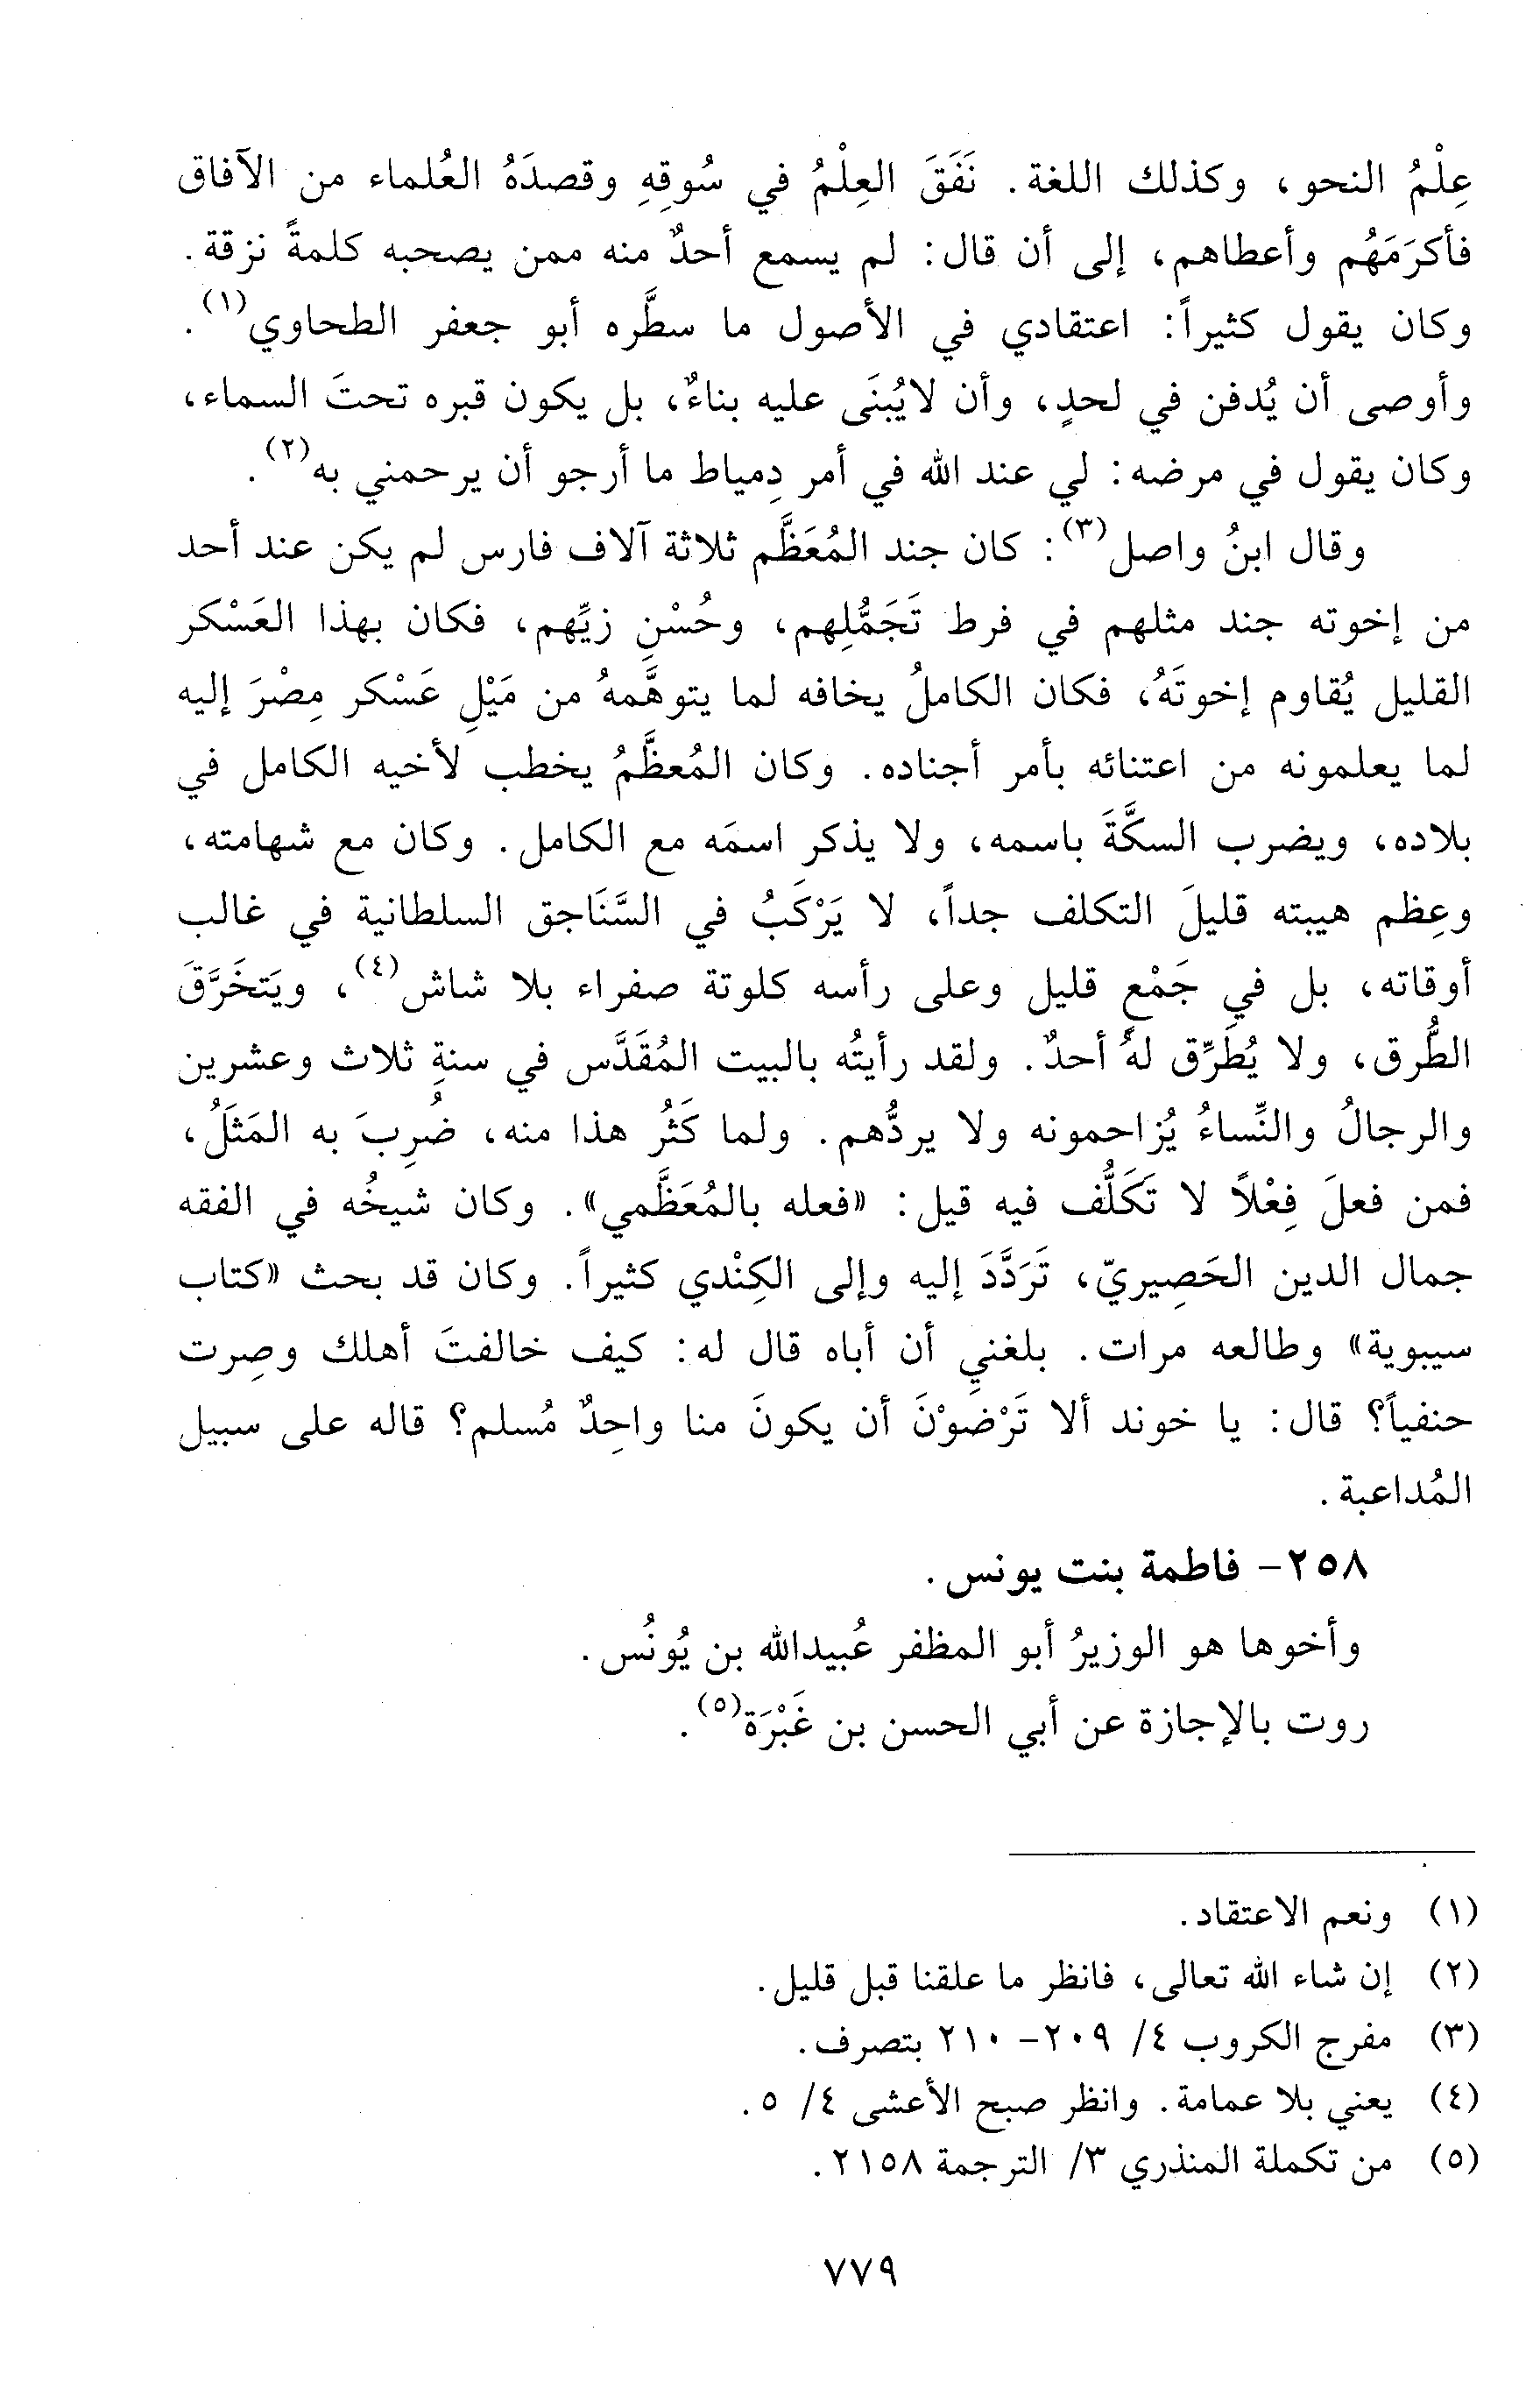 عِلْمُ النحو، وكذلك اللغة. نَفَقَ العِلْمُ في سُوقِهِ وقصدَهُ العُلماء من الآفاق
فأكرَمَهُم وأعطاهم، إلى أن قال: لم يسمع أحدٌ منه ممن يصحبه كلمةً نزقة.
وكان يقول كثيراً: اعتقادي في الأصول ما سطَّره أبو جعفر الطحاوي(١).
وأوصى أن يُدفن في لحدٍ، وأن لايُبنَى عليه بناءٌ، بل يكون قبره تحتَ السماء،
وكان يقول في مرضه: لي عند الله في أمر دِمياط ما أرجو أن يرحمني به(٢).
وقال ابنُ واصل(٣): كان جند المُعَظَّم ثلاثة آلاف فارس لم يكن عند أحد
من إخوته جند مثلهم في فرط تَجَمُّلِهم، وحُسْنِ زيِّهم، فكان بهذا العَسْكر
القليل يُقاوم إخوتَهُ، فكان الكاملُ يخافه لما يتوهَّمهُ من مَيْلِ عَسْكر مِصْرَ إليه
لما يعلمونه من اعتنائه بأمر أجناده. وكان المُعظَّمُ يخطب لأخيه الكامل في
بلاده، ويضرب السكَّةَ باسمه، ولا يذكر اسمَه مع الكامل. وكان مع شهامته،
وعِظم هيبته قليلَ التكلف جداً، لا يَرْكَبُ في السَّنَاجق السلطانية في غالب
أوقاته، بل في جَمْعٍ قليل وعلى رأسه كلوتة صفراء بلا شاش(٤)، ويَتخَرَّقَ
الطُّرق، ولا يُطَرِّق لهُ أحدٌ. ولقد رأيتُه بالبيت المُقَدَّس في سنةِ ثلاث وعشرين
والرجالُ والنِّساءُ يُزاحمونه ولا يردُّهم. ولما كَثُر هذا منه، ضُرِبَ به المَثَلُ،
فمن فعلَ فِعْلاً لا تَكَلُّف فيه قيل: «فعله بالمُعَظَّمي». وكان شيخُه في الفقه
جمال الدين الحَصِيريّ، تَرَدَّدَ إليه وإلى الكِنْدي كثيراً. وكان قد بحث «كتاب
سيبوية» وطالعه مرات. بلغني أن أباه قال له: كيف خالفتَ أهلك وصِرت
حنفياً؟ قال: يا خوند ألا تَرْضوْنَ أن يكونَ منا واحِدٌ مُسلم؟ قاله على سبيل
المُداعبة.
٢٥٨- فاطمة بنت يونس.
وأخوها هو الوزيرُ أبو المظفر عُبيدالله بن يُونُس.
روت بالإجازة عن أبي الحسن بن غَبْرَة(٥).
(١) ونعم الاعتقاد.
(٢) إن شاء الله تعالى، فانظر ما علقنا قبل قليل.
(٣) مفرج الكروب ٤/ ٢٠٩- ٢١٠ بتصرف.
(٤) يعني بلا عمامة. وانظر صبح الأعشى ٤/ ٥.
(٥) من تكملة المنذري ٣/ الترجمة ٢١٥٨.
٧٧٩